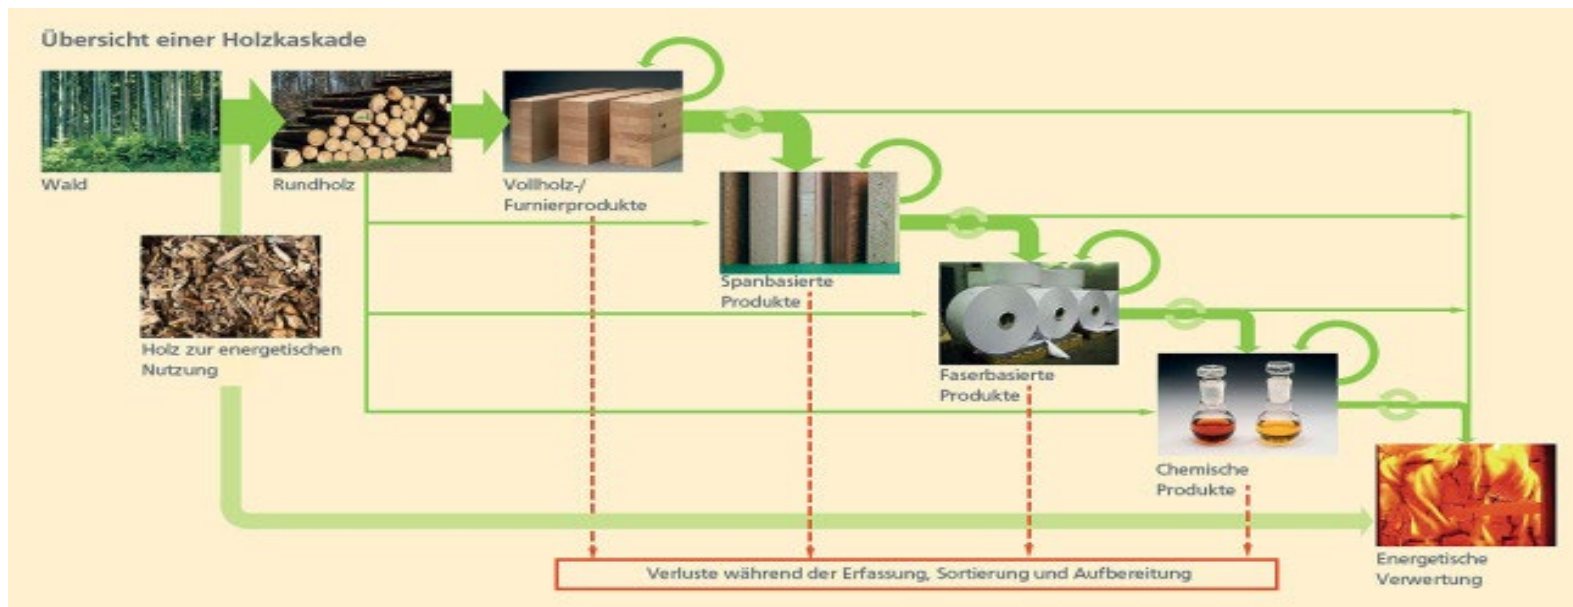 Übersicht einer Holzkaskade
Wald
Rundholz
Vollholz-/
Furnierprodukte
Holz zur energetischen
Nutzung
Spanbasierte
Produkte
Faserbasierte
Produkte
Chemische
Produkte
Energetische
Verwertung
Verluste während der Erfassung, Sortierung und Aufbereitung